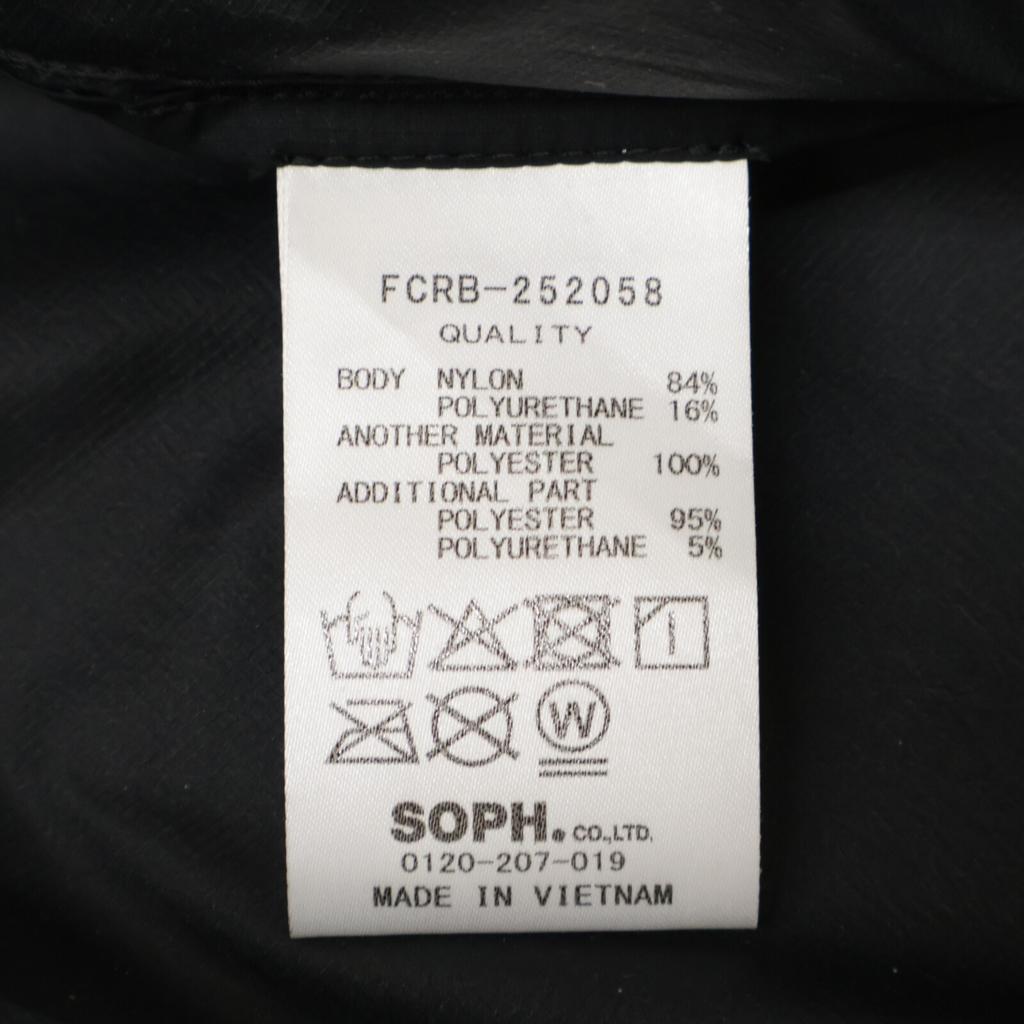 FCRB-252058
QUALITY
BODY NYLON 84%
POLYURETHANE 16%
ANOTHER MATERIAL
POLYESTER 100%
ADDITIONAL PART
POLYESTER 95%
POLYURETHANE 5%
W
SOPH. CO.,LTD.
0120-207-019
MADE IN VIETNAM